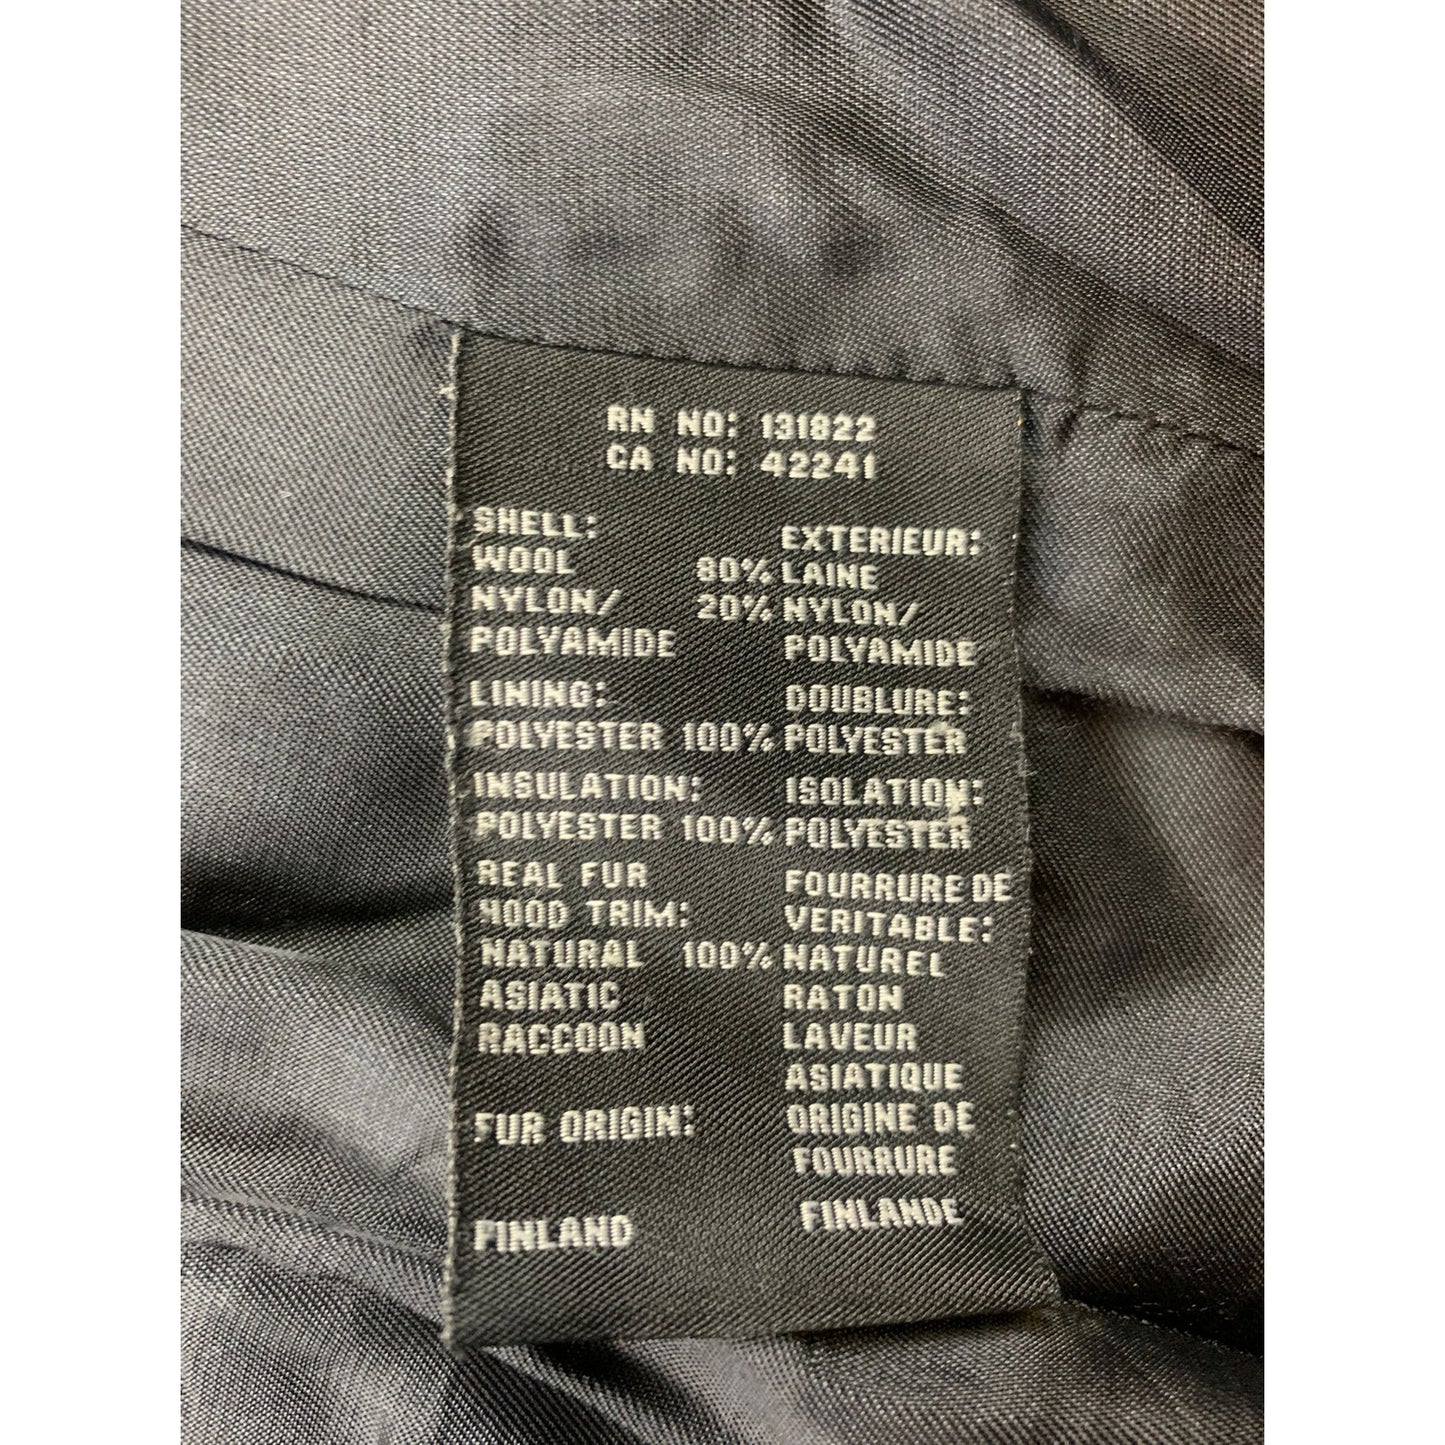 RN NO: 131822
CA NO: 42241
SHELL:
WOOL 80%
NYLON/ 20%
POLYAMIDE
LINING:
POLYESTER 100%
INSULATION:
POLYESTER 100%
REAL FUR
HOOD TRIM:
NATURAL 100%
ASIATIC
RACCOON
FUR ORIGIN:
FINLAND
EXTERIEUR:
LAINE
NYLON/
POLYAMIDE
DOUBLURE:
POLYESTER
ISOLATION:
POLYESTER
FOURRURE DE
VERITABLE:
NATUREL
RATON
LAVEUR
ASIATIQUE
ORIGINE DE
FOURRURE
FINLANDE